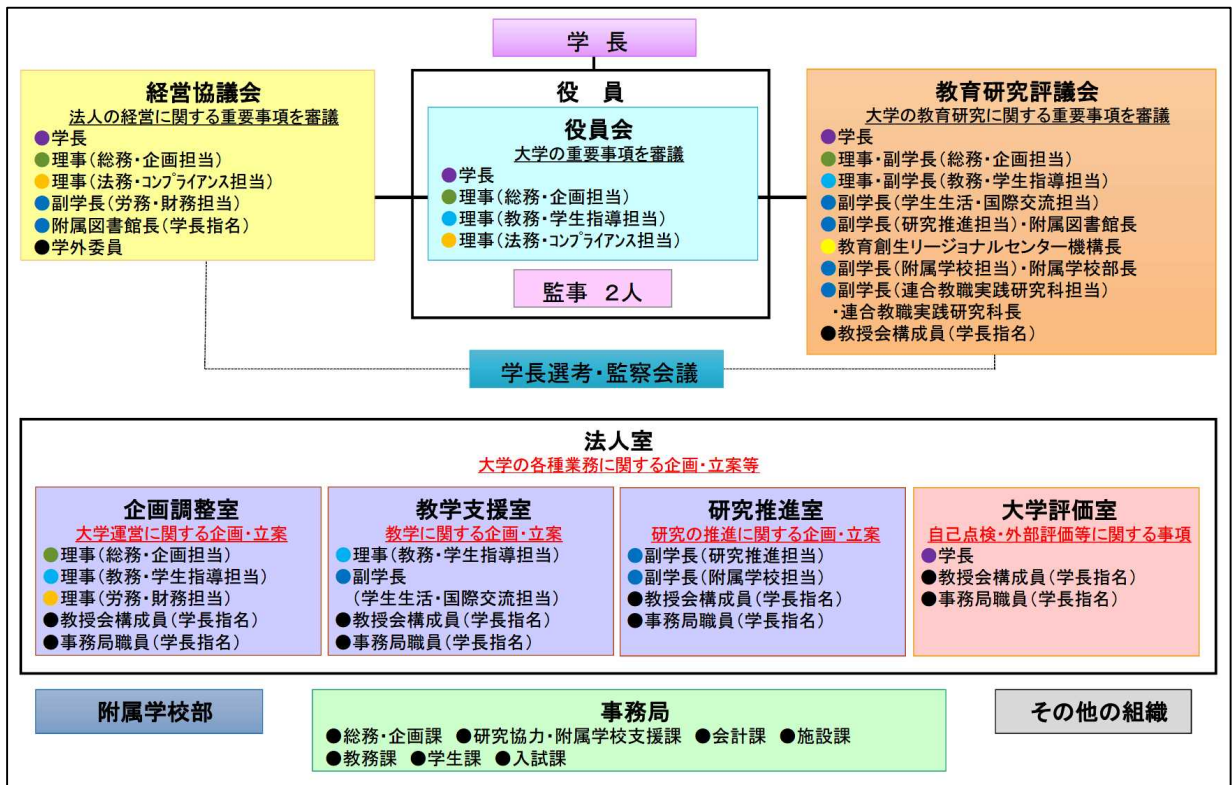 学 長
経営協議会
法人の経営に関する重要事項を審議
●学長
●理事(総務・企画担当)
●理事(法務・コンプライアンス担当)
●副学長(労務・財務担当)
●附属図書館長(学長指名)
●学外委員
役 員
役員会
大学の重要事項を審議
●学長
●理事(総務・企画担当)
●理事(教務・学生指導担当)
●理事(法務・コンプライアンス担当)
監事 2人
教育研究評議会
大学の教育研究に関する重要事項を審議
●学長
●理事・副学長(総務・企画担当)
●理事・副学長(教務・学生指導担当)
●副学長(学生生活・国際交流担当)
●副学長(研究推進担当)・附属図書館長
●教育創生リージョナルセンター機構長
●副学長(附属学校担当)・附属学校部長
●副学長(連合教職実践研究科担当)
・連合教職実践研究科長
●教授会構成員(学長指名)
学長選考・監察会議
法人室
大学の各種業務に関する企画・立案等
企画調整室
大学運営に関する企画・立案
●理事(総務・企画担当)
●理事(教務・学生指導担当)
●理事(労務・財務担当)
●教授会構成員(学長指名)
●事務局職員(学長指名)
教学支援室
教学に関する企画・立案
●理事(教務・学生指導担当)
●副学長
(学生生活・国際交流担当)
●教授会構成員(学長指名)
●事務局職員(学長指名)
研究推進室
研究の推進に関する企画・立案
●副学長(研究推進担当)
●副学長(附属学校担当)
●教授会構成員(学長指名)
●事務局職員(学長指名)
大学評価室
自己点検・外部評価等に関する事項
●学長
●教授会構成員(学長指名)
●事務局職員(学長指名)
附属学校部
事務局
●総務・企画課 ●研究協力・附属学校支援課 ●会計課 ●施設課
●教務課 ●学生課 ●入試課
その他の組織